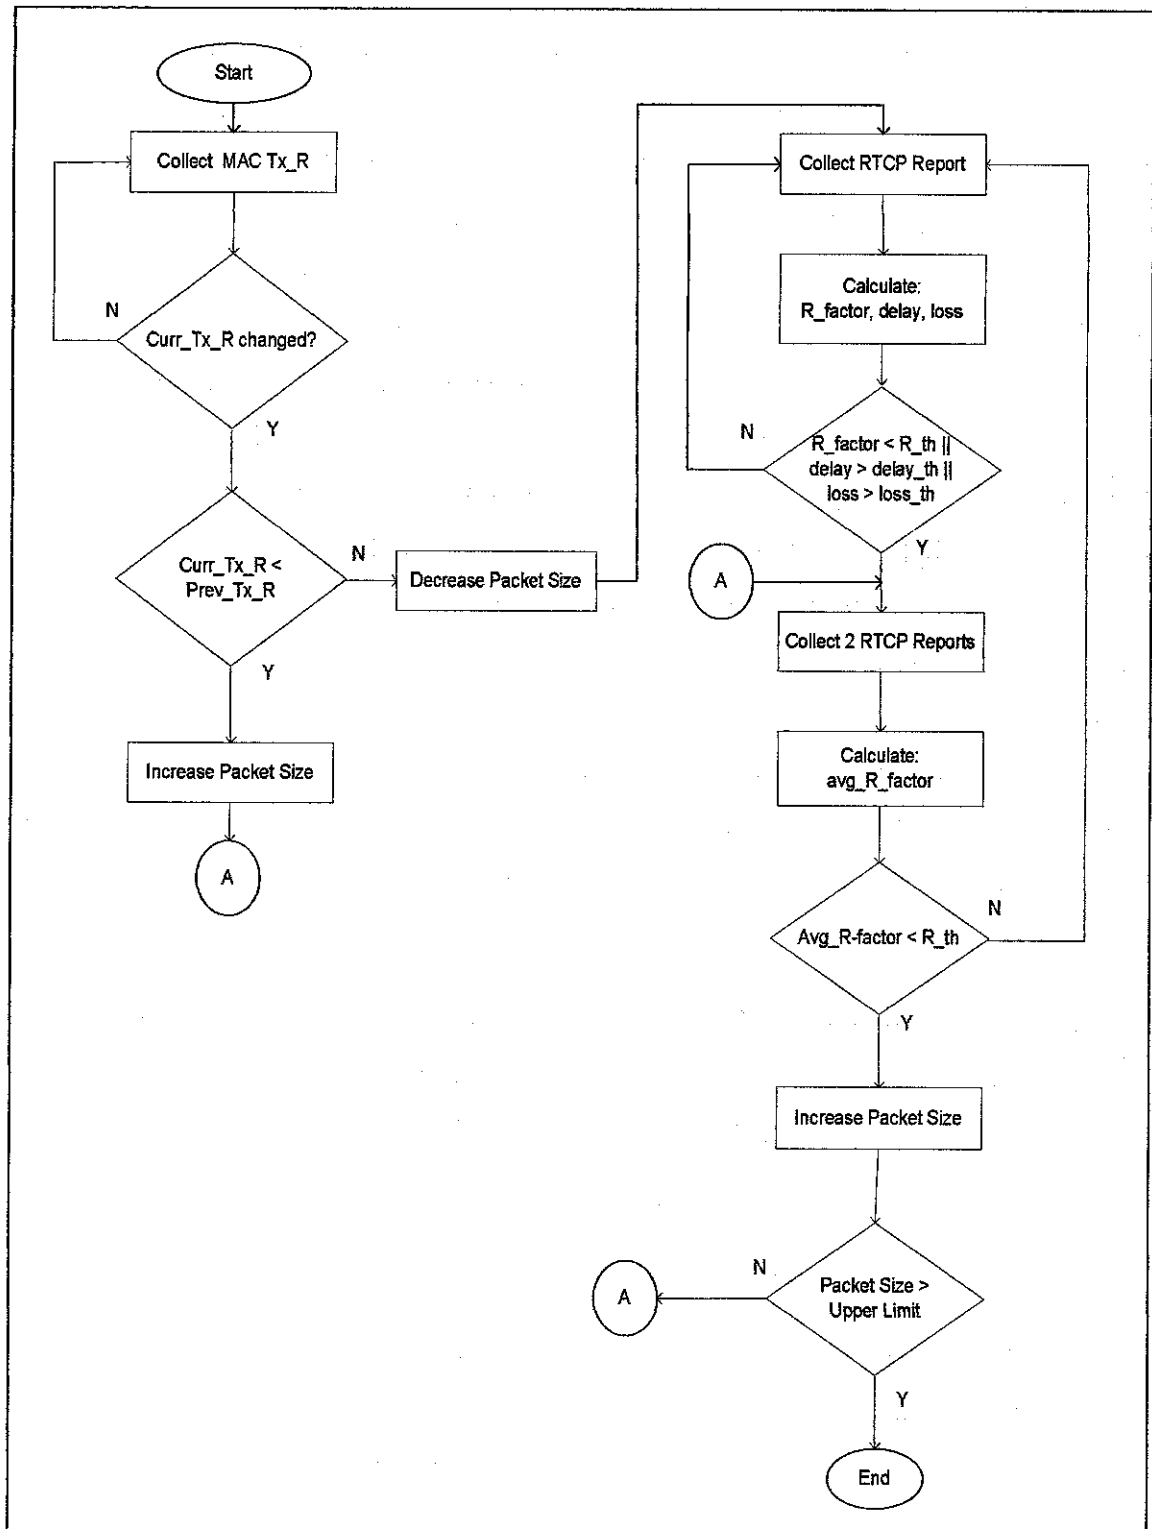 Start
Collect MAC Tx_R
N
Curr_Tx_R changed?
Y
Curr_Tx_R <
Prev_Tx_R
N
Decrease Packet Size
Y
Increase Packet Size
A
Collect RTCP Report
Calculate:
R_factor, delay, loss
N
R_factor < R_th ||
delay > delay_th ||
loss > loss_th
Y
A
Collect 2 RTCP Reports
Calculate:
avg_R_factor
N
Avg_R-factor < R_th
Y
Increase Packet Size
N
A
Packet Size >
Upper Limit
Y
End